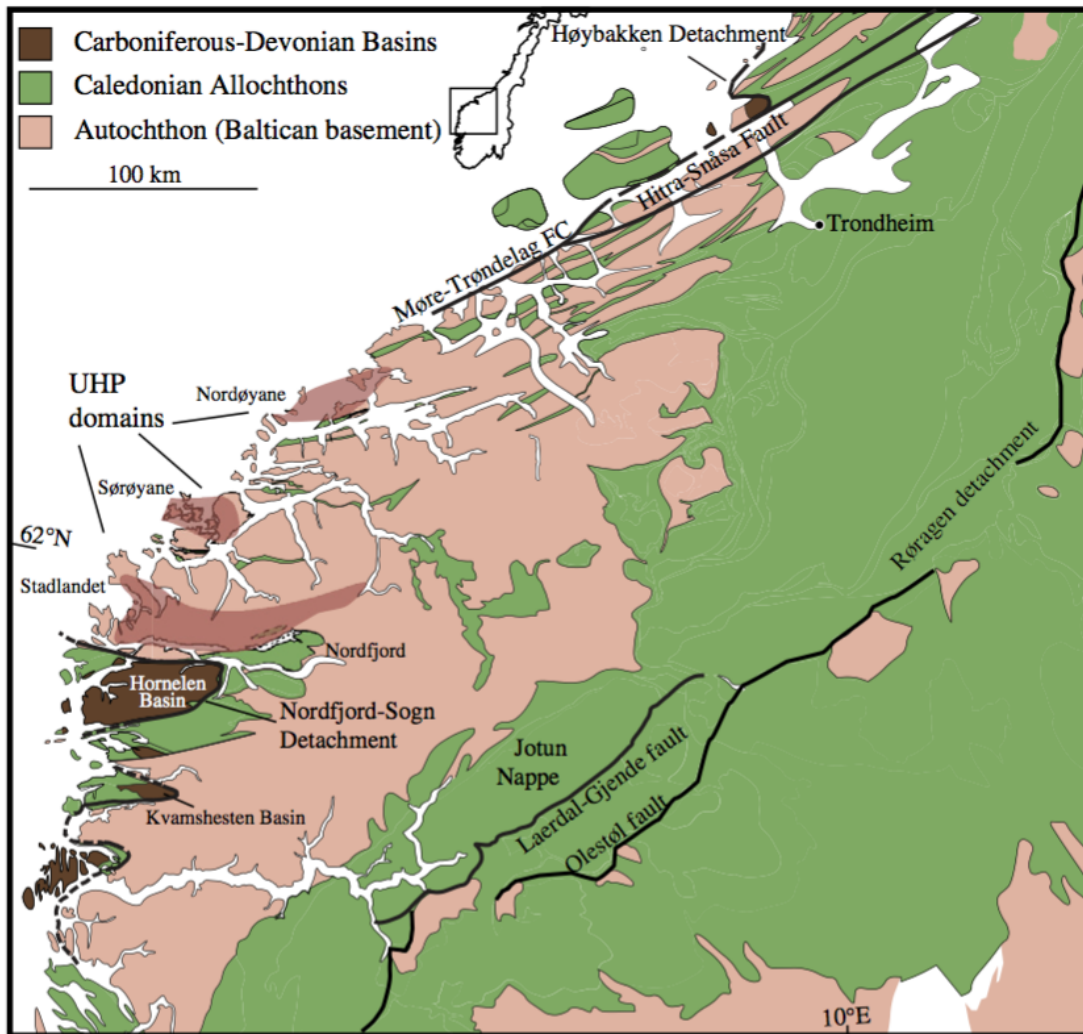 Carboniferous-Devonian Basins
Caledonian Allochthons
Autochthon (Baltican basement)
100 km
Høybakken Detachment
Hitra-Snåsa Fault
Trondheim
Møre-Trøndelag FC
UHP
domains
Nordøyane
Sørøyane
62°N
Stadlandet
Røragen detachment
Nordfjord
Hornelen
Basin
Nordfjord-Sogn
Detachment
Jotun
Nappe
Laerdal-Gjende fault
Olestøl fault
Kvamshesten Basin
10°E